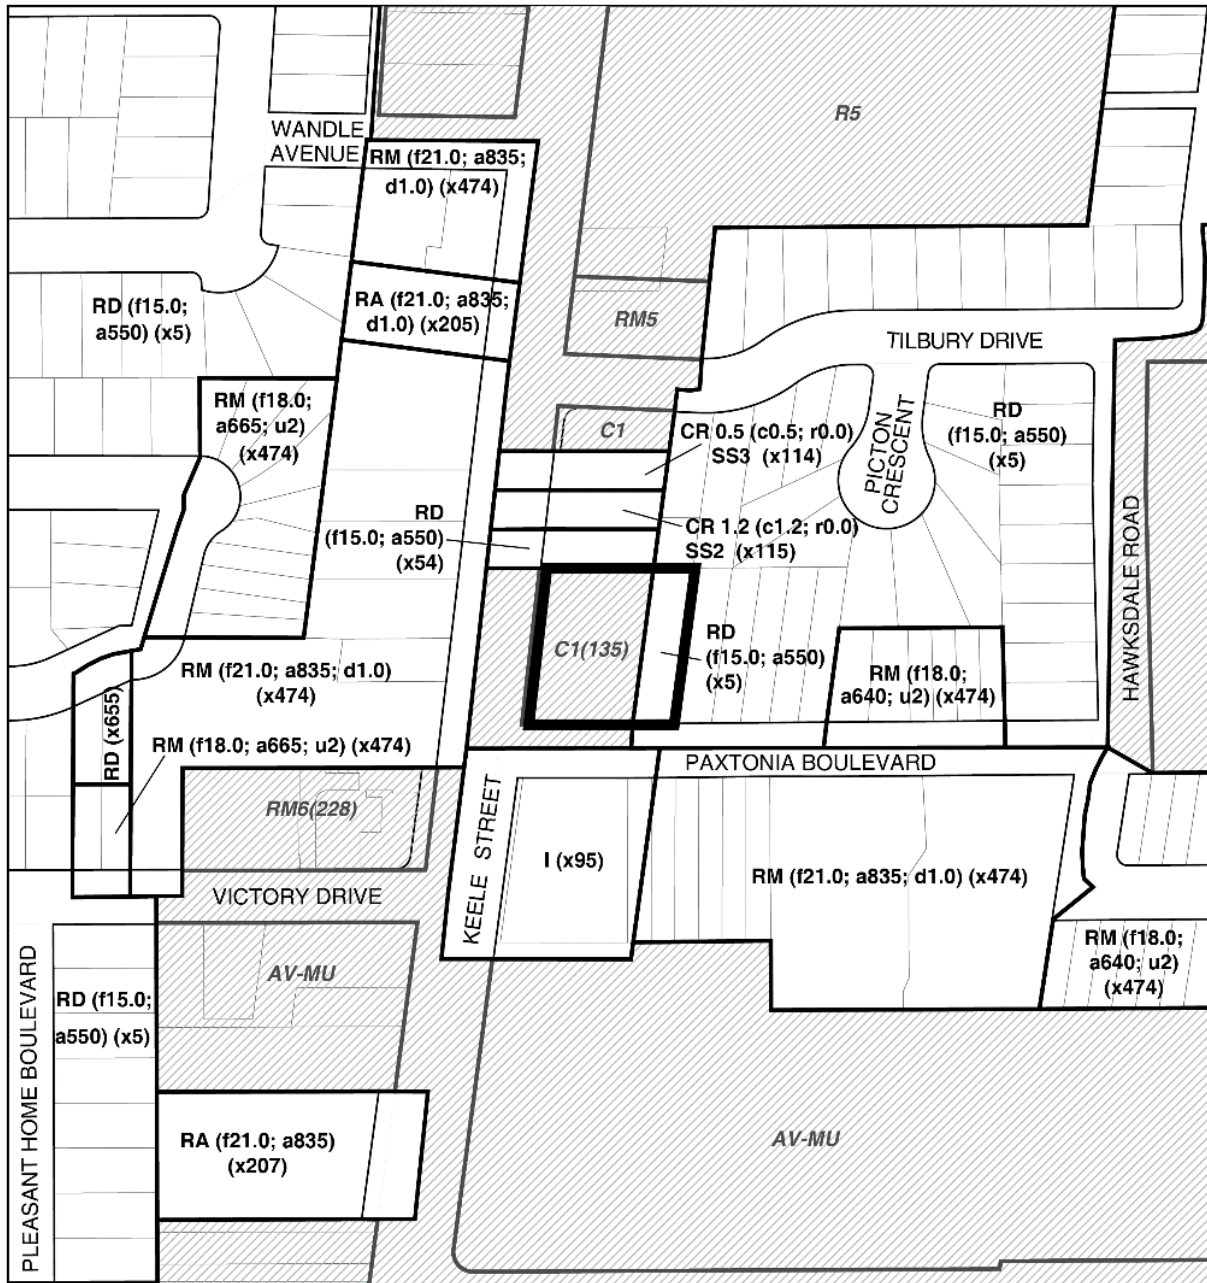 R5
WANDLE
AVENUE
RM (f21.0; a835;
d1.0) (x474)
RA (f21.0; a835;
d1.0) (x205)
RD (f15.0;
a550) (x5)
RM5
TILBURY DRIVE
RM (f18.0;
a665; u2)
(x474)
C1
CR 0.5 (c0.5; r0.0)
SS3 (x114)
PICTON
CRESCENT
RD
(f15.0; a550)
(x5)
RD
(f15.0; a550)
(x54)
CR 1.2 (c1.2; r0.0)
SS2 (x115)
HAWKSDALE ROAD
C1(135)
RD
(f15.0; a550)
(x5)
RM (f18.0;
a640; u2) (x474)
RM (f21.0; a835; d1.0)
(x474)
RD (x655)
RM (f18.0; a665; u2) (x474)
PAXTONIA BOULEVARD
RM6(228)
KEELE STREET
I (x95)
RM (f21.0; a835; d1.0) (x474)
VICTORY DRIVE
RM (f18.0;
a640; u2)
(x474)
AV-MU
PLEASANT HOME BOULEVARD
RD (f15.0;
a550) (x5)
RA (f21.0; a835)
(x207)
AV-MU